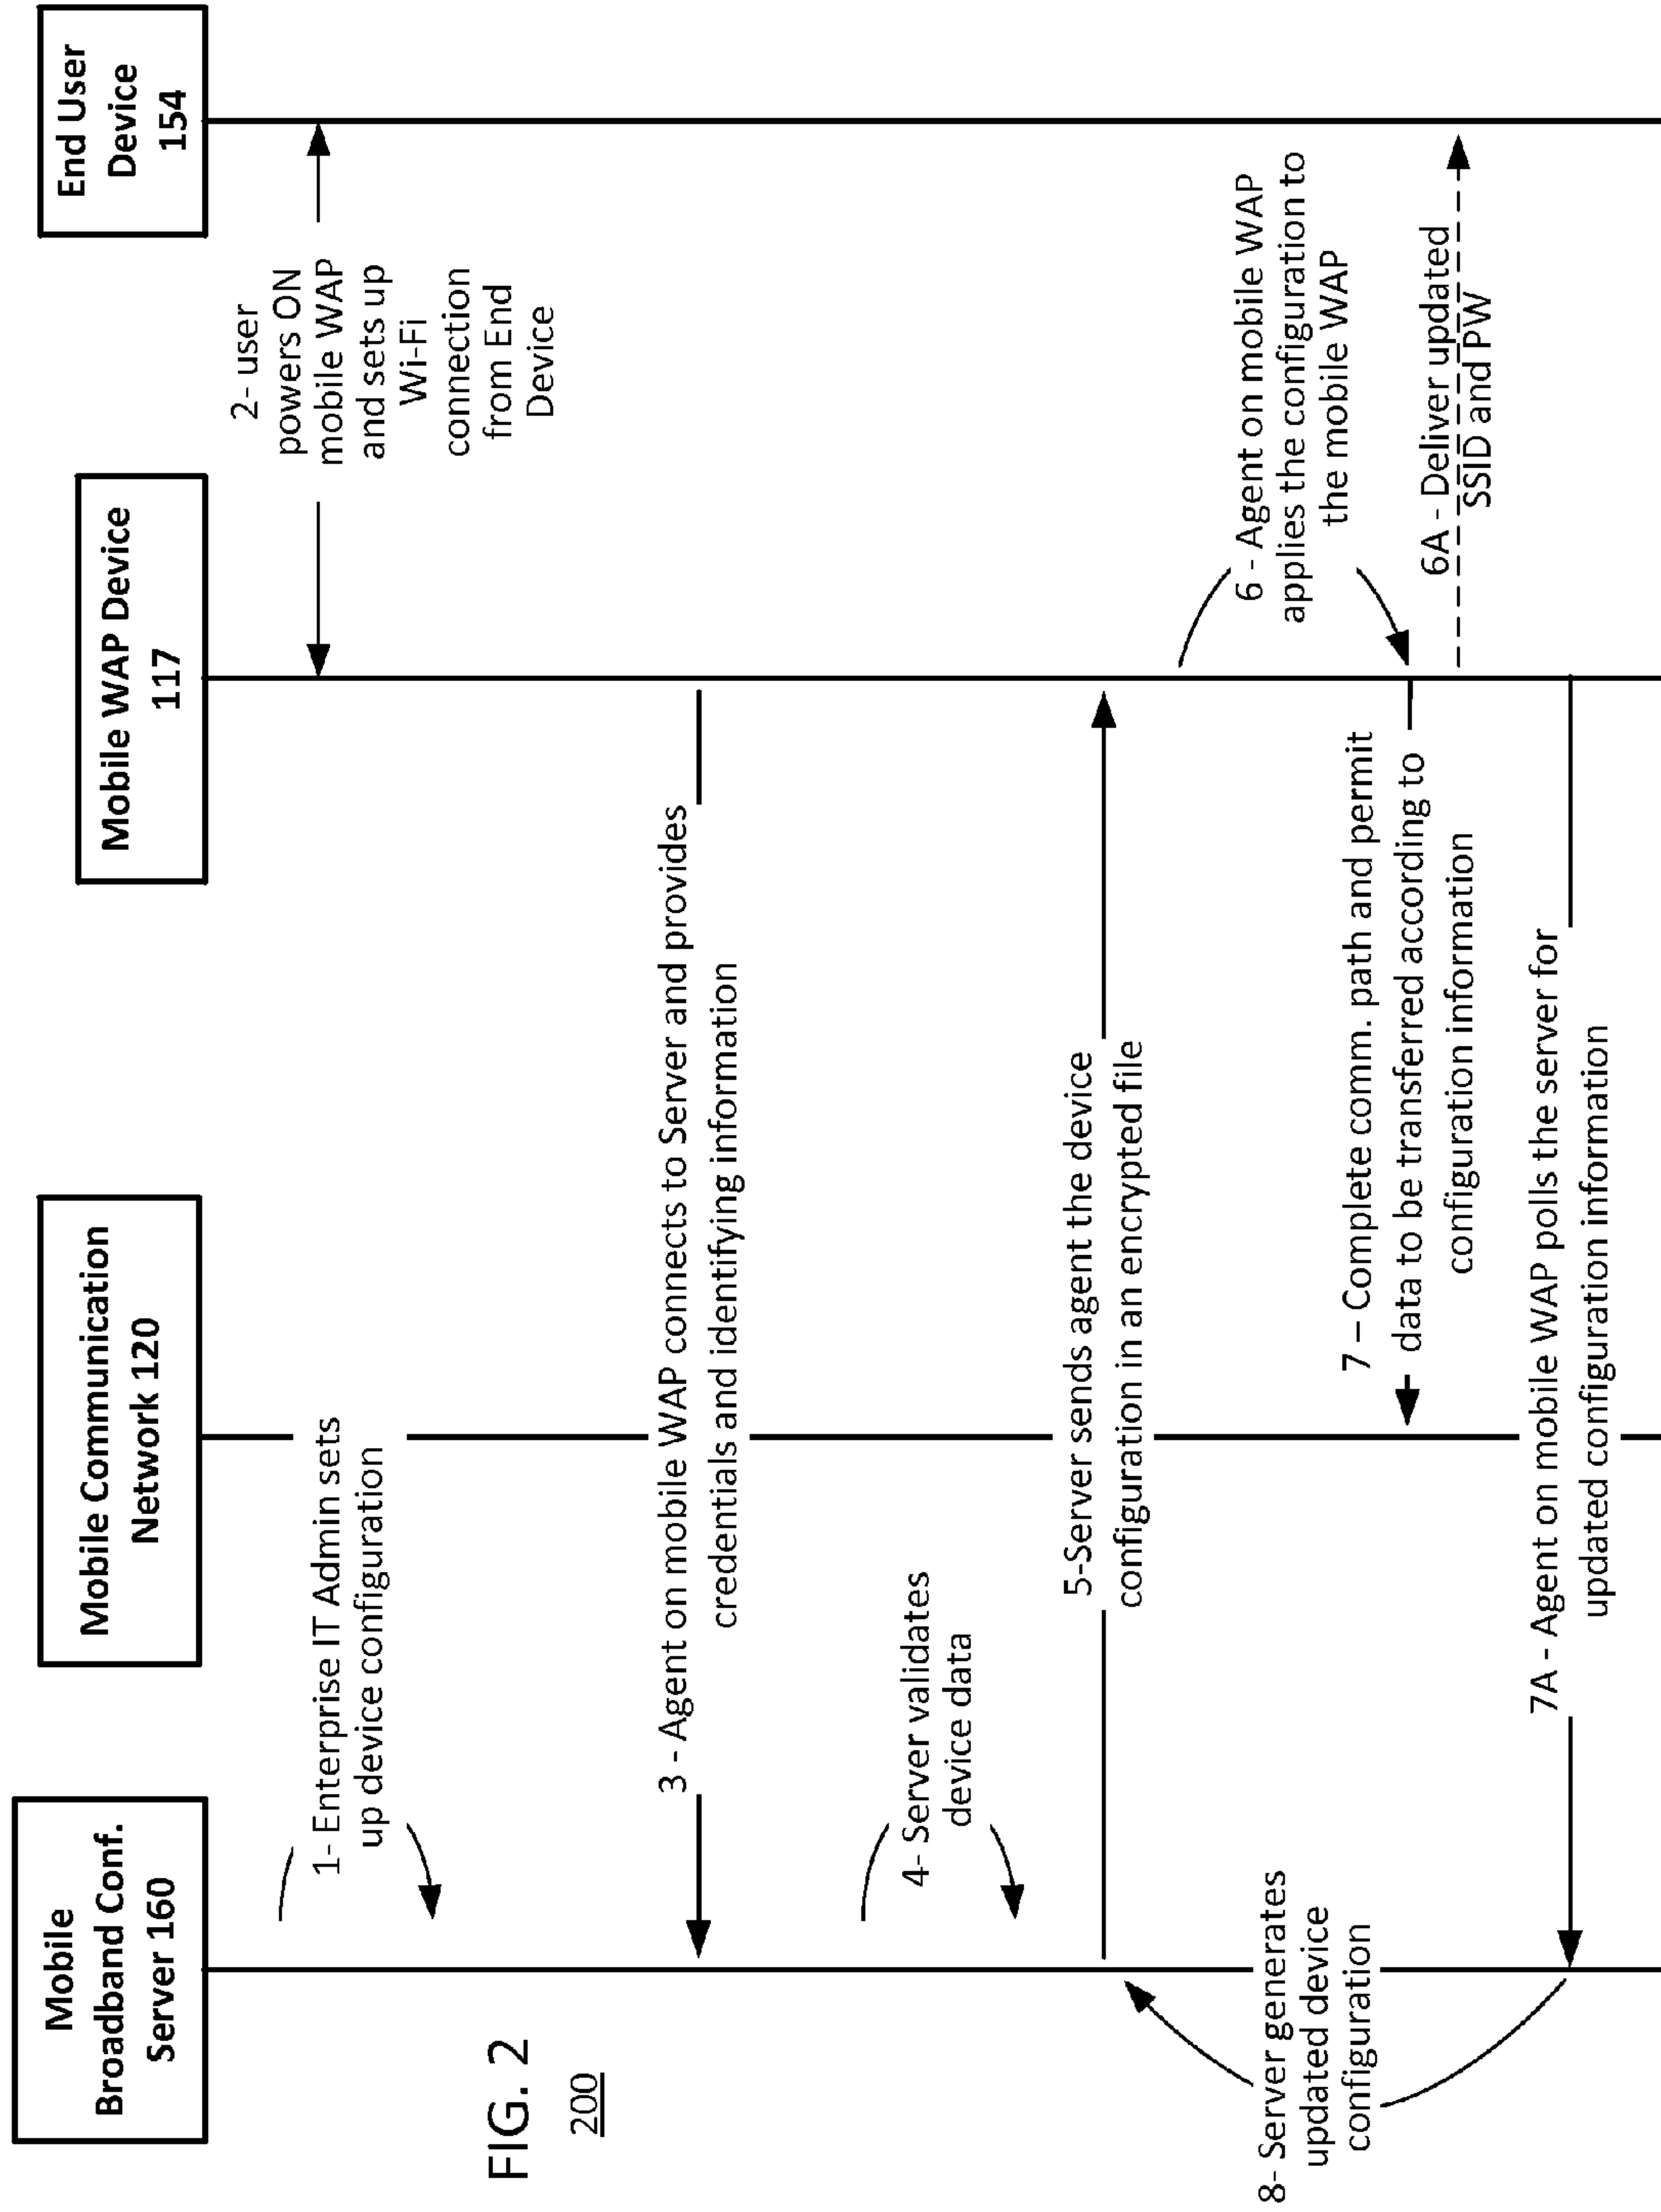 Mobile
Broadband Conf.
Server 160
Mobile Communication
Network 120
Mobile WAP Device
117
End User
Device
154
1- Enterprise IT Admin sets
up device configuration
2- user
powers ON
mobile WAP
and sets up
Wi-Fi
connection
from End
Device
3 - Agent on mobile WAP connects to Server and provides
credentials and identifying information
4- Server validates
device data
5-Server sends agent the device
configuration in an encrypted file
6 - Agent on mobile WAP
applies the configuration to
the mobile WAP
6A - Deliver updated
SSID and PW
7 – Complete comm. path and permit
data to be transferred according to
configuration information
7A - Agent on mobile WAP polls the server for
updated configuration information
8- Server generates
updated device
configuration
FIG. 2
200